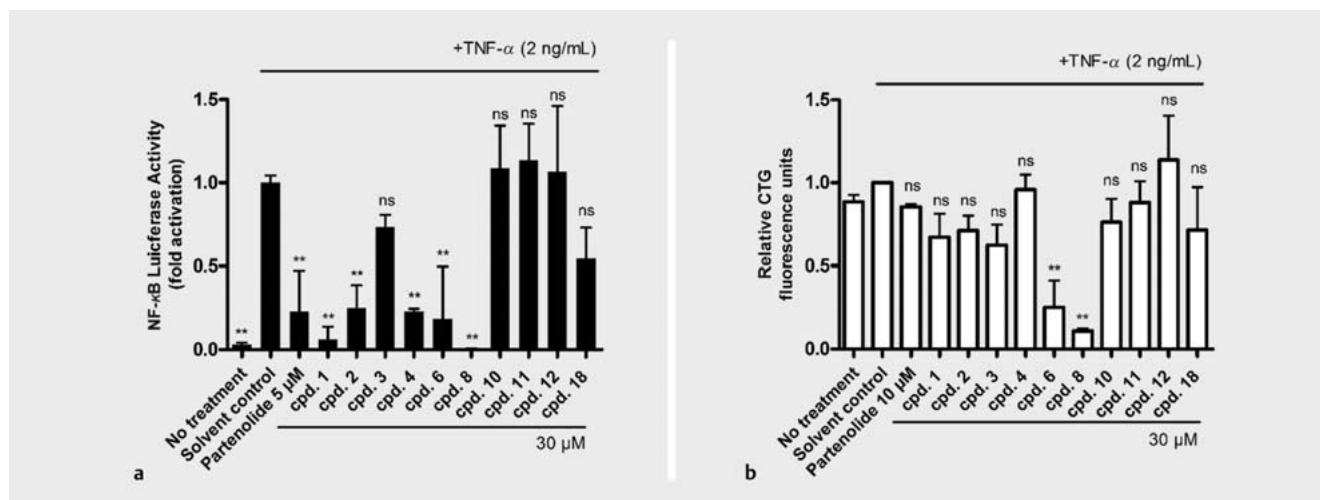 +TNF-α (2 ng/mL)
NF-κB Luicferase Activity
(fold activation)
1.5
1.0
0.5
0.0
**
**
**
**
ns
**
**
**
ns
ns
ns
ns
No treatment
Solvent control
Partenolide 5 µM
cpd. 1
cpd. 2
cpd. 3
cpd. 4
cpd. 6
cpd. 8
cpd. 10
cpd. 11
cpd. 12
cpd. 18
30 µM
a
+TNF-α (2 ng/mL)
Relative CTG
fluorescence units
1.5
1.0
0.5
0.0
ns
ns
ns
ns
ns
**
**
ns
ns
ns
ns
No treatment
Solvent control
Partenolide 10 µM
cpd. 1
cpd. 2
cpd. 3
cpd. 4
cpd. 6
cpd. 8
cpd. 10
cpd. 11
cpd. 12
cpd. 18
30 µM
b